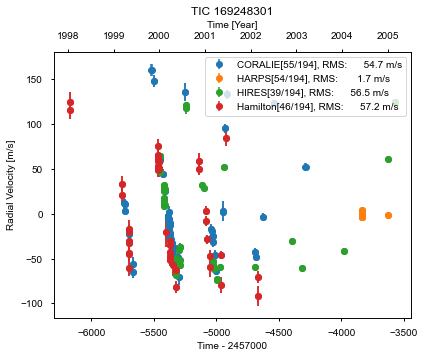 TIC 169248301
Time [Year]
1998 1999 2000 2001 2002 2003 2004 2005
CORALIE[55/194], RMS: 54.7 m/s
HARPS[54/194], RMS: 1.7 m/s
HIRES[39/194], RMS: 56.5 m/s
Hamilton[46/194], RMS: 57.2 m/s
Radial Velocity [m/s]
150
100
50
0
−50
−100
−6000 −5500 −5000 −4500 −4000 −3500
Time - 2457000